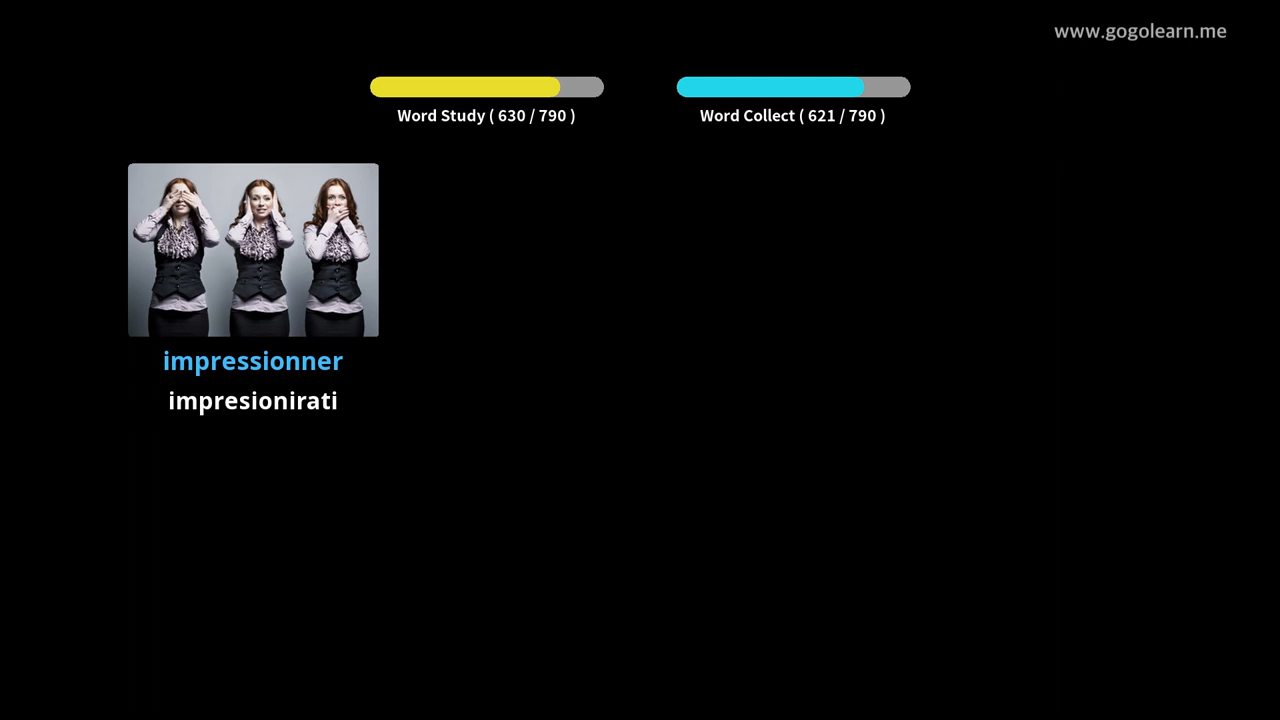 www.gogolearn.me
Word Study ( 630 / 790 )
Word Collect ( 621 / 790 )
impressionner
impresionirati